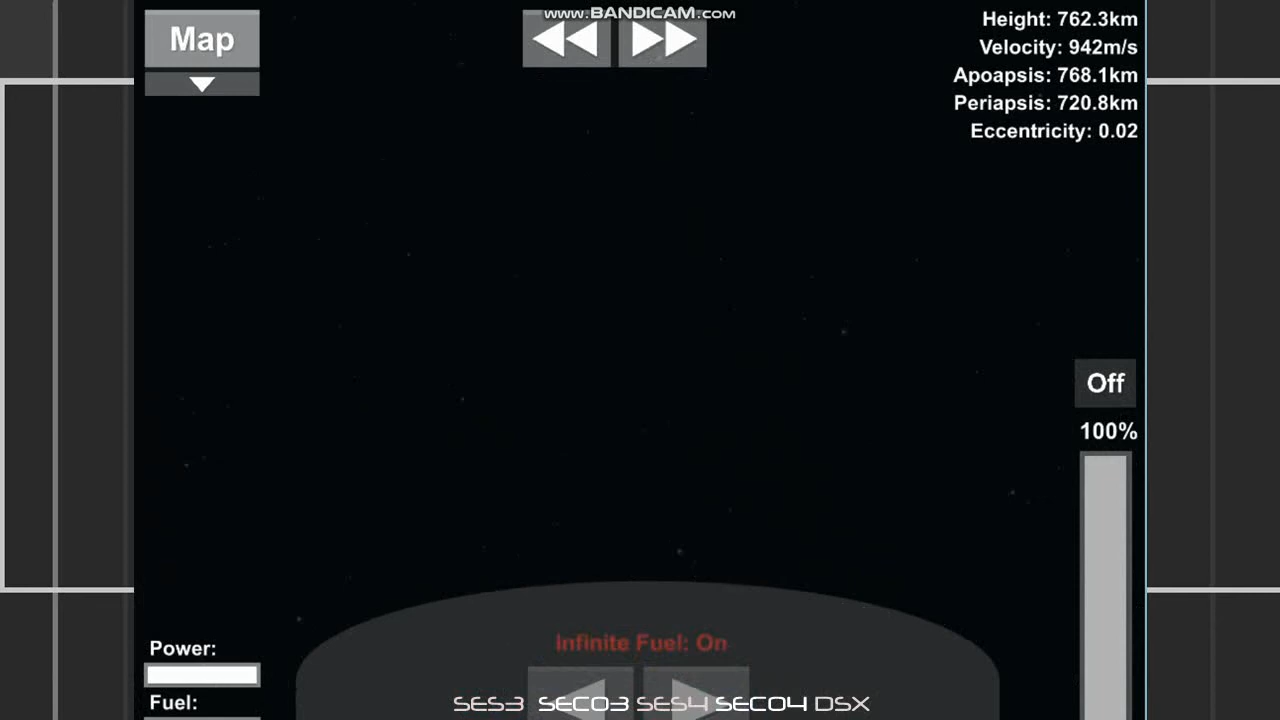 www.BANDICAM.com
Map
Height: 762.3km
Velocity: 942m/s
Apoapsis: 768.1km
Periapsis: 720.8km
Eccentricity: 0.02
Off
100%
Infinite Fuel: On
Power:
Fuel:
SES3 SECO3 SES4 SECO4 DSX